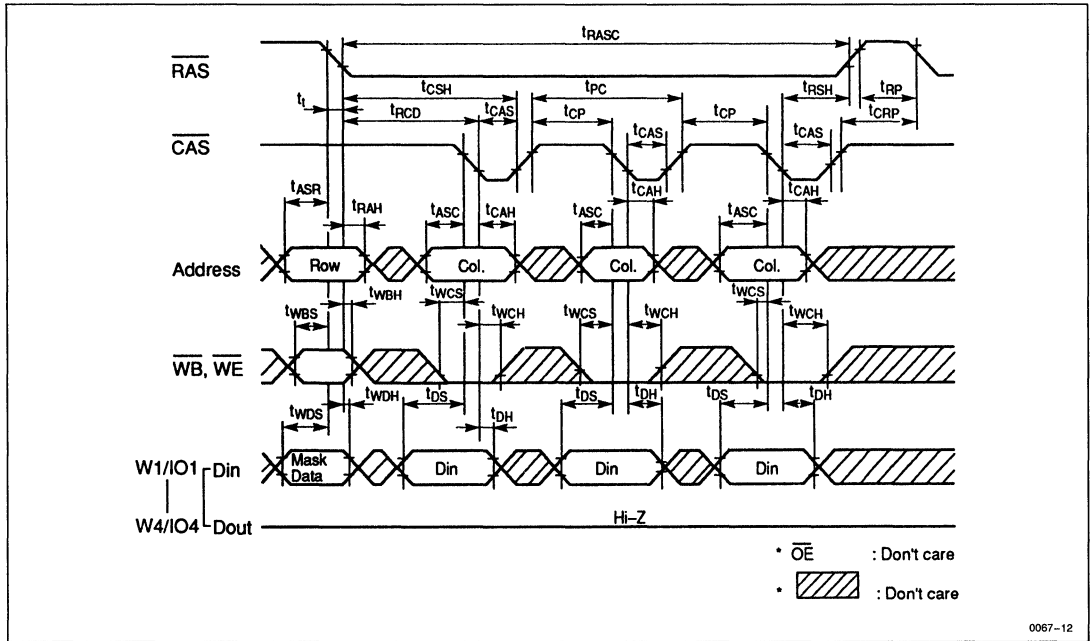 tRASC
RAS
tCSH tPC tRSH tRP
tt
tRCD tCAS tCP tCAS tCP tCAS tCRP
CAS
tASR tRAH tASC tCAH tASC tCAH tASC tCAH
Address Row Col. Col. Col.
tWBS tWBH tWCS tWCH tWCS tWCH tWCS tWCH
WB, WE
tWDS tWDH tDS tDH tDS tDH tDS tDH
W1/IO1 Din Mask Data Din Din Din
W4/IO4 Dout Hi–Z
* OE : Don't care
* : Don't care
0067–12